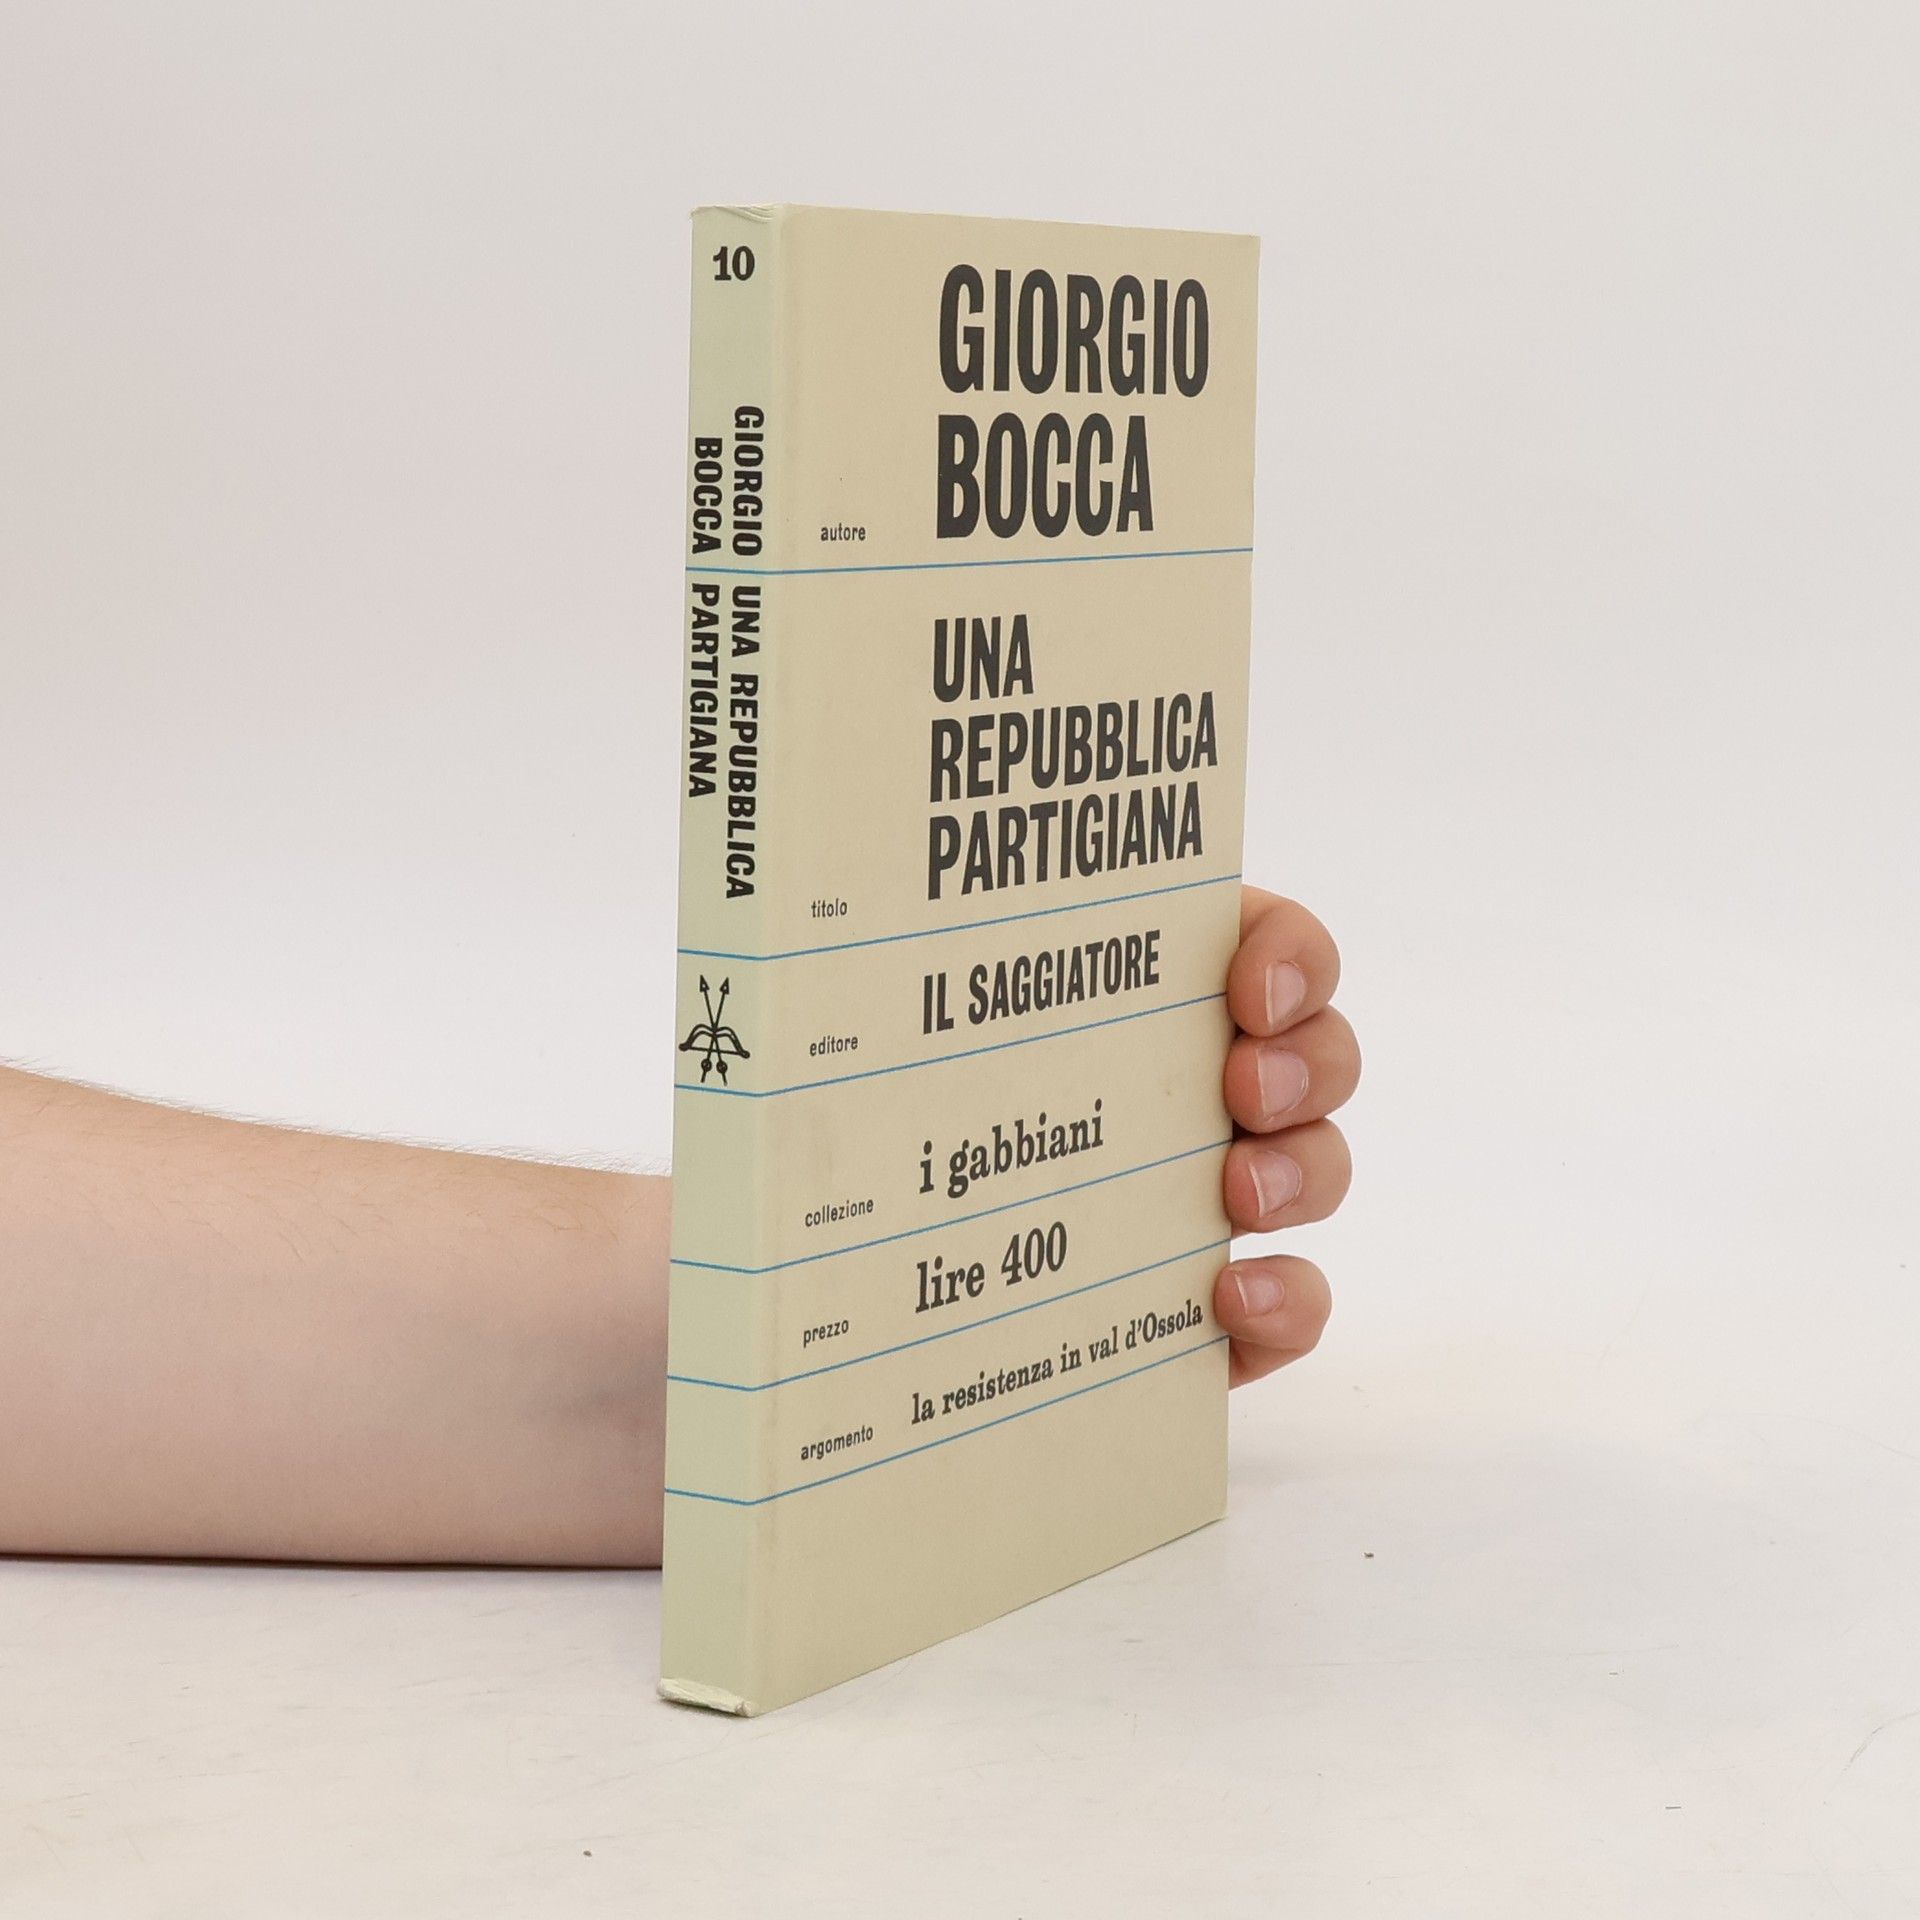 10
GIORGIO UNA REPUBBLICA
BOCCA PARTIGIANA
GIORGIO
BOCCA
autore
UNA
REPUBBLICA
PARTIGIANA
titolo
IL SAGGIATORE
editore
i gabbiani
collezione
lire 400
prezzo
la resistenza in val d'Ossola
argomento